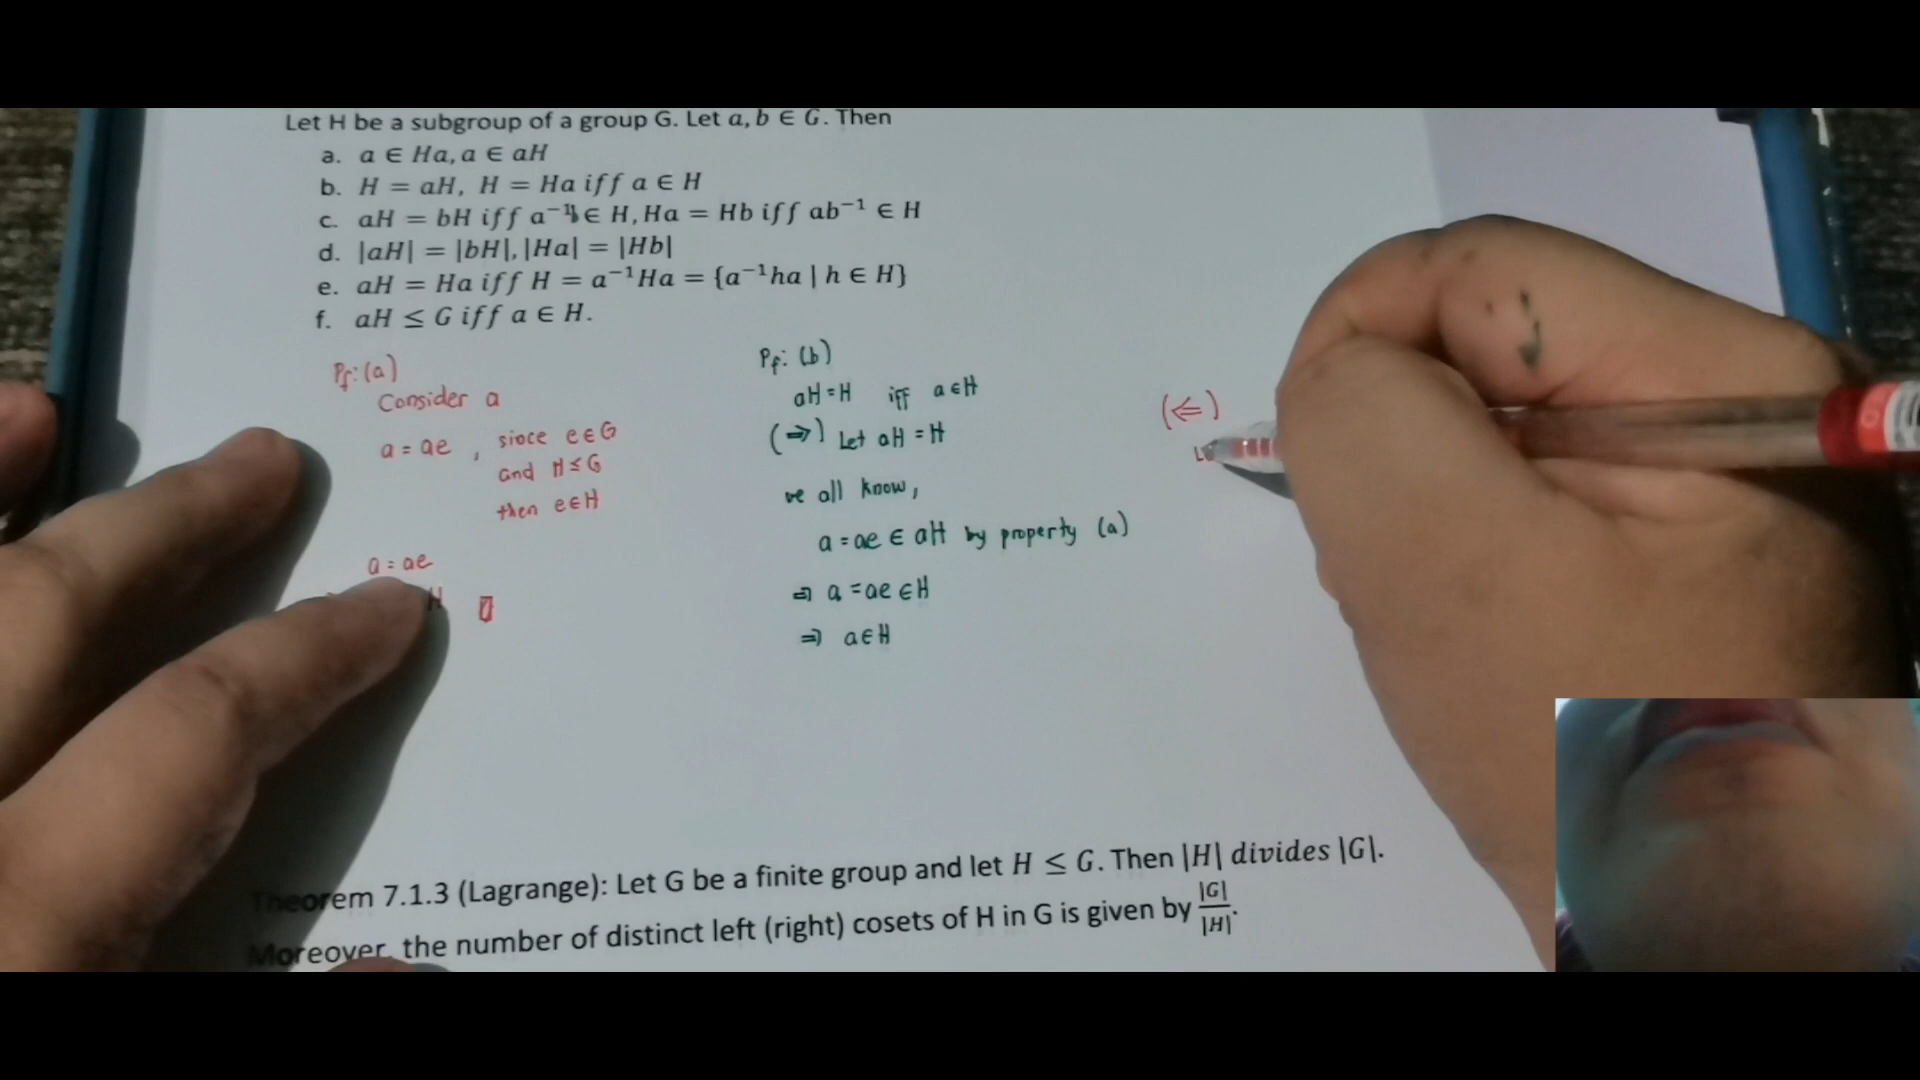 Let H be a subgroup of a group G. Let a, b ∈ G. Then
a. a ∈ Ha, a ∈ aH
b. H = aH, H = Ha iff a ∈ H
c. aH = bH iff a⁻¹b ∈ H, Ha = Hb iff ab⁻¹ ∈ H
d. |aH| = |bH|, |Ha| = |Hb|
e. aH = Ha iff H = a⁻¹Ha = {a⁻¹ha | h ∈ H}
f. aH ≤ G iff a ∈ H.
Pf: (a)
Consider a
a = ae , since e∈G
and H≤G
then e∈H
a = ae
H
Pf: (b)
aH = H iff a∈H
(⇒) Let aH = H
we all know,
a = ae ∈ aH by property (a)
⇒ a = ae ∈ H
⇒ a∈H
(⇐)
Theorem 7.1.3 (Lagrange): Let G be a finite group and let H ≤ G. Then |H| divides |G|.
Moreover, the number of distinct left (right) cosets of H in G is given by |G|/|H|.